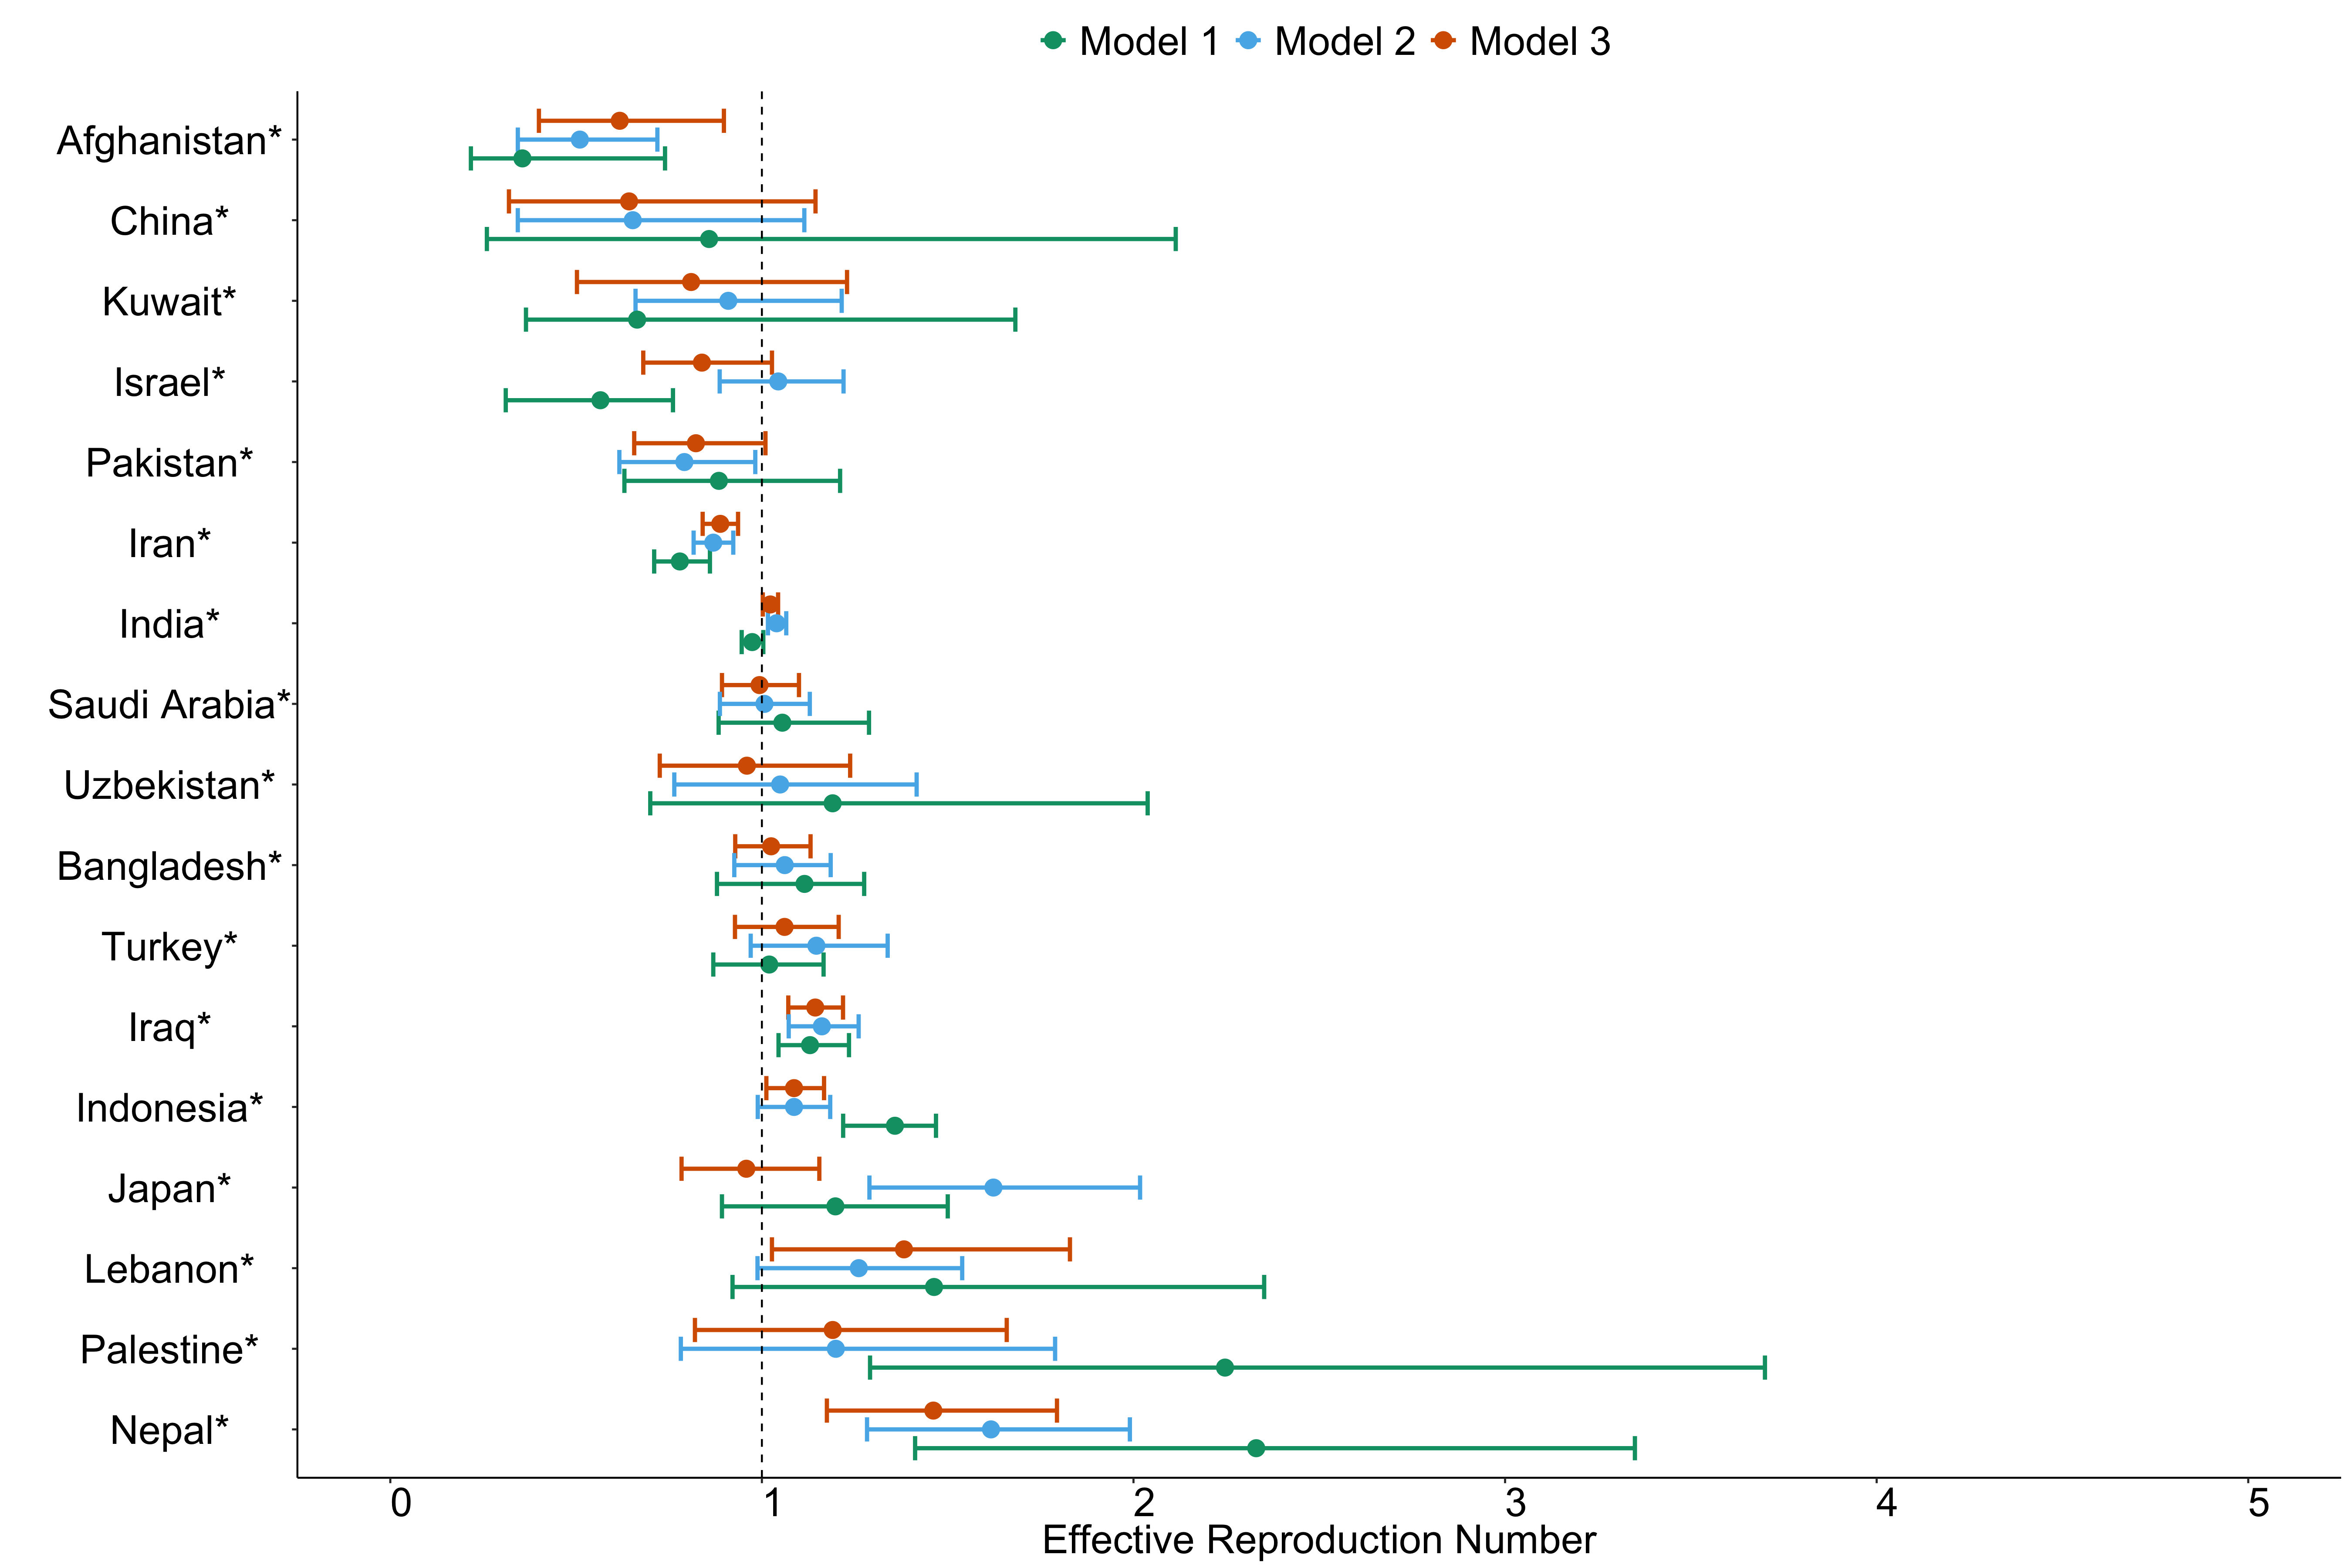 Model 1 Model 2 Model 3
Afghanistan*
China*
Kuwait*
Israel*
Pakistan*
Iran*
India*
Saudi Arabia*
Uzbekistan*
Bangladesh*
Turkey*
Iraq*
Indonesia*
Japan*
Lebanon*
Palestine*
Nepal*
0 1 2 3 4 5
Effective Reproduction Number